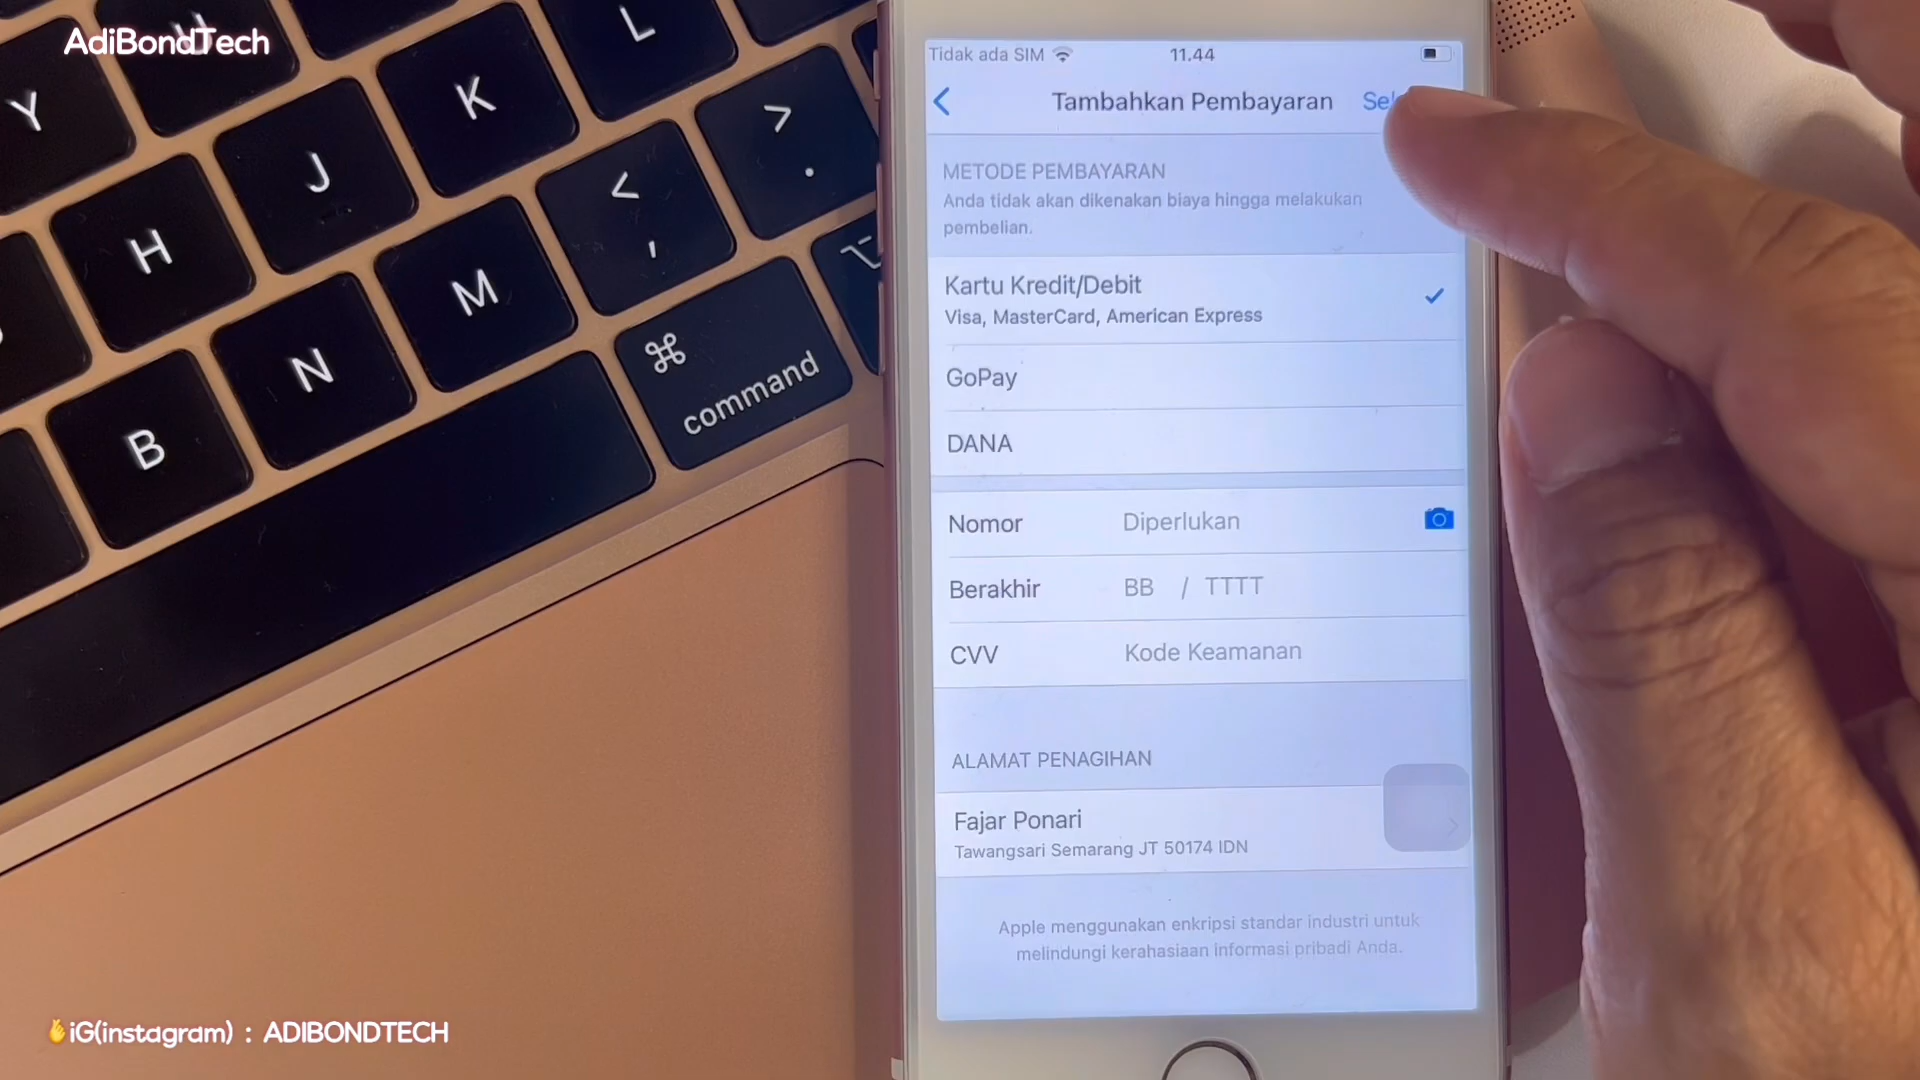 AdiBondTech
L
Y
K
>
.
J
<
,
H
M
⌘
command
N
B
Tidak ada SIM
11.44
Tambahkan Pembayaran
METODE PEMBAYARAN
Anda tidak akan dikenakan biaya hingga melakukan
pembelian.
Kartu Kredit/Debit
Visa, MasterCard, American Express
GoPay
DANA
Nomor Diperlukan
Berakhir BB / TTTT
CVV Kode Keamanan
ALAMAT PENAGIHAN
Fajar Ponari
Tawangsari Semarang JT 50174 IDN
Apple menggunakan enkripsi standar industri untuk
melindungi kerahasiaan informasi pribadi Anda.
iG(instagram) : ADIBONDTECH